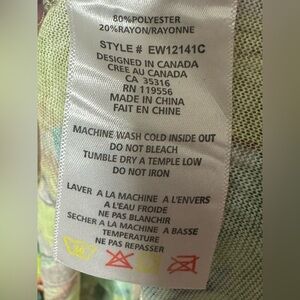 80%POLYESTER
20%RAYON/RAYONNE
STYLE # EW12141C
DESIGNED IN CANADA
CREE AU CANADA
CA 35316
RN 119556
MADE IN CHINA
FAIT EN CHINE
MACHINE WASH COLD INSIDE OUT
DO NOT BLEACH
TUMBLE DRY A TEMPLE LOW
DO NOT IRON
LAVER A LA MACHINE A L'ENVERS
A L'EAU FROIDE
NE PAS BLANCHIR
SECHER A LA MACHINE A BASSE
TEMPERATURE
NE PAS REPASSER